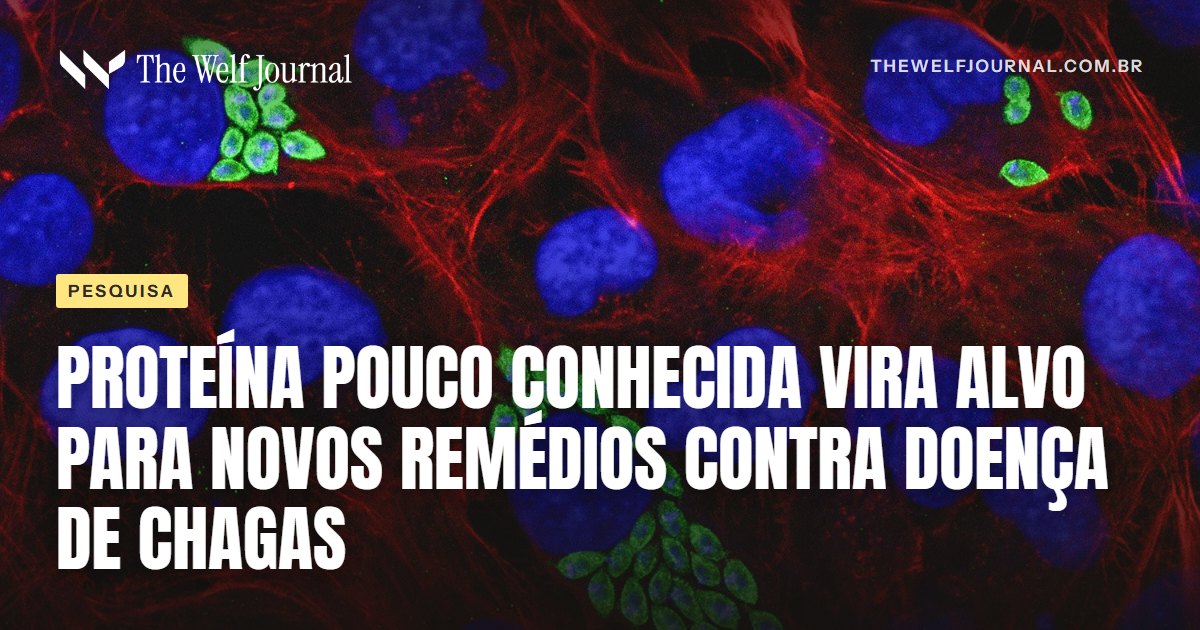 The Welf Journal
THEWELFJOURNAL.COM.BR
PESQUISA
PROTEÍNA POUCO CONHECIDA VIRA ALVO
PARA NOVOS REMÉDIOS CONTRA DOENÇA
DE CHAGAS